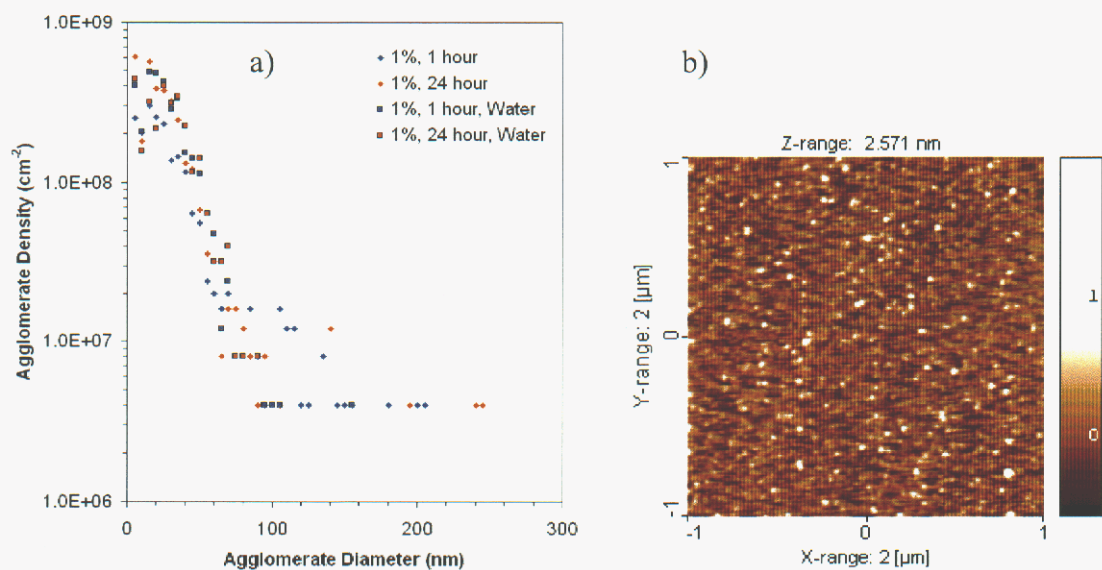 a)
1.0E+09
1.0E+08
1.0E+07
1.0E+06
Agglomerate Density (cm-2)
1%, 1 hour
1%, 24 hour
1%, 1 hour, Water
1%, 24 hour, Water
0
100
200
300
Agglomerate Diameter (nm)
b)
Z-range: 2.571 nm
Y-range: 2 [µm]
1
0
-1
-1
0
1
X-range: 2 [µm]
1
0